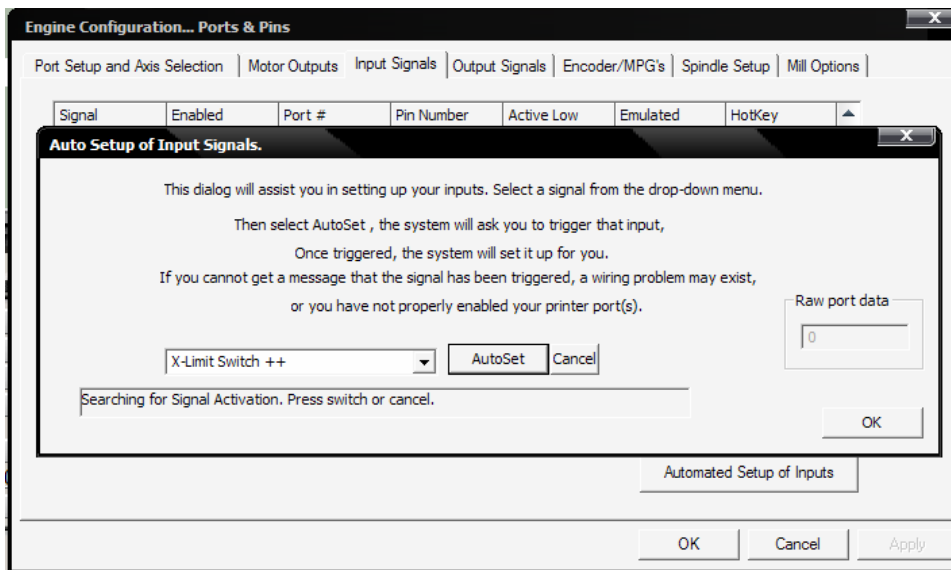 Engine Configuration... Ports & Pins
X
Port Setup and Axis Selection Motor Outputs Input Signals Output Signals Encoder/MPG's Spindle Setup Mill Options
Signal Enabled Port # Pin Number Active Low Emulated HotKey
Auto Setup of Input Signals.
X
This dialog will assist you in setting up your inputs. Select a signal from the drop-down menu.
Then select AutoSet , the system will ask you to trigger that input,
Once triggered, the system will set it up for you.
If you cannot get a message that the signal has been triggered, a wiring problem may exist,
or you have not properly enabled your printer port(s).
Raw port data
0
X-Limit Switch ++ AutoSet Cancel
Searching for Signal Activation. Press switch or cancel.
OK
Automated Setup of Inputs
OK Cancel Apply